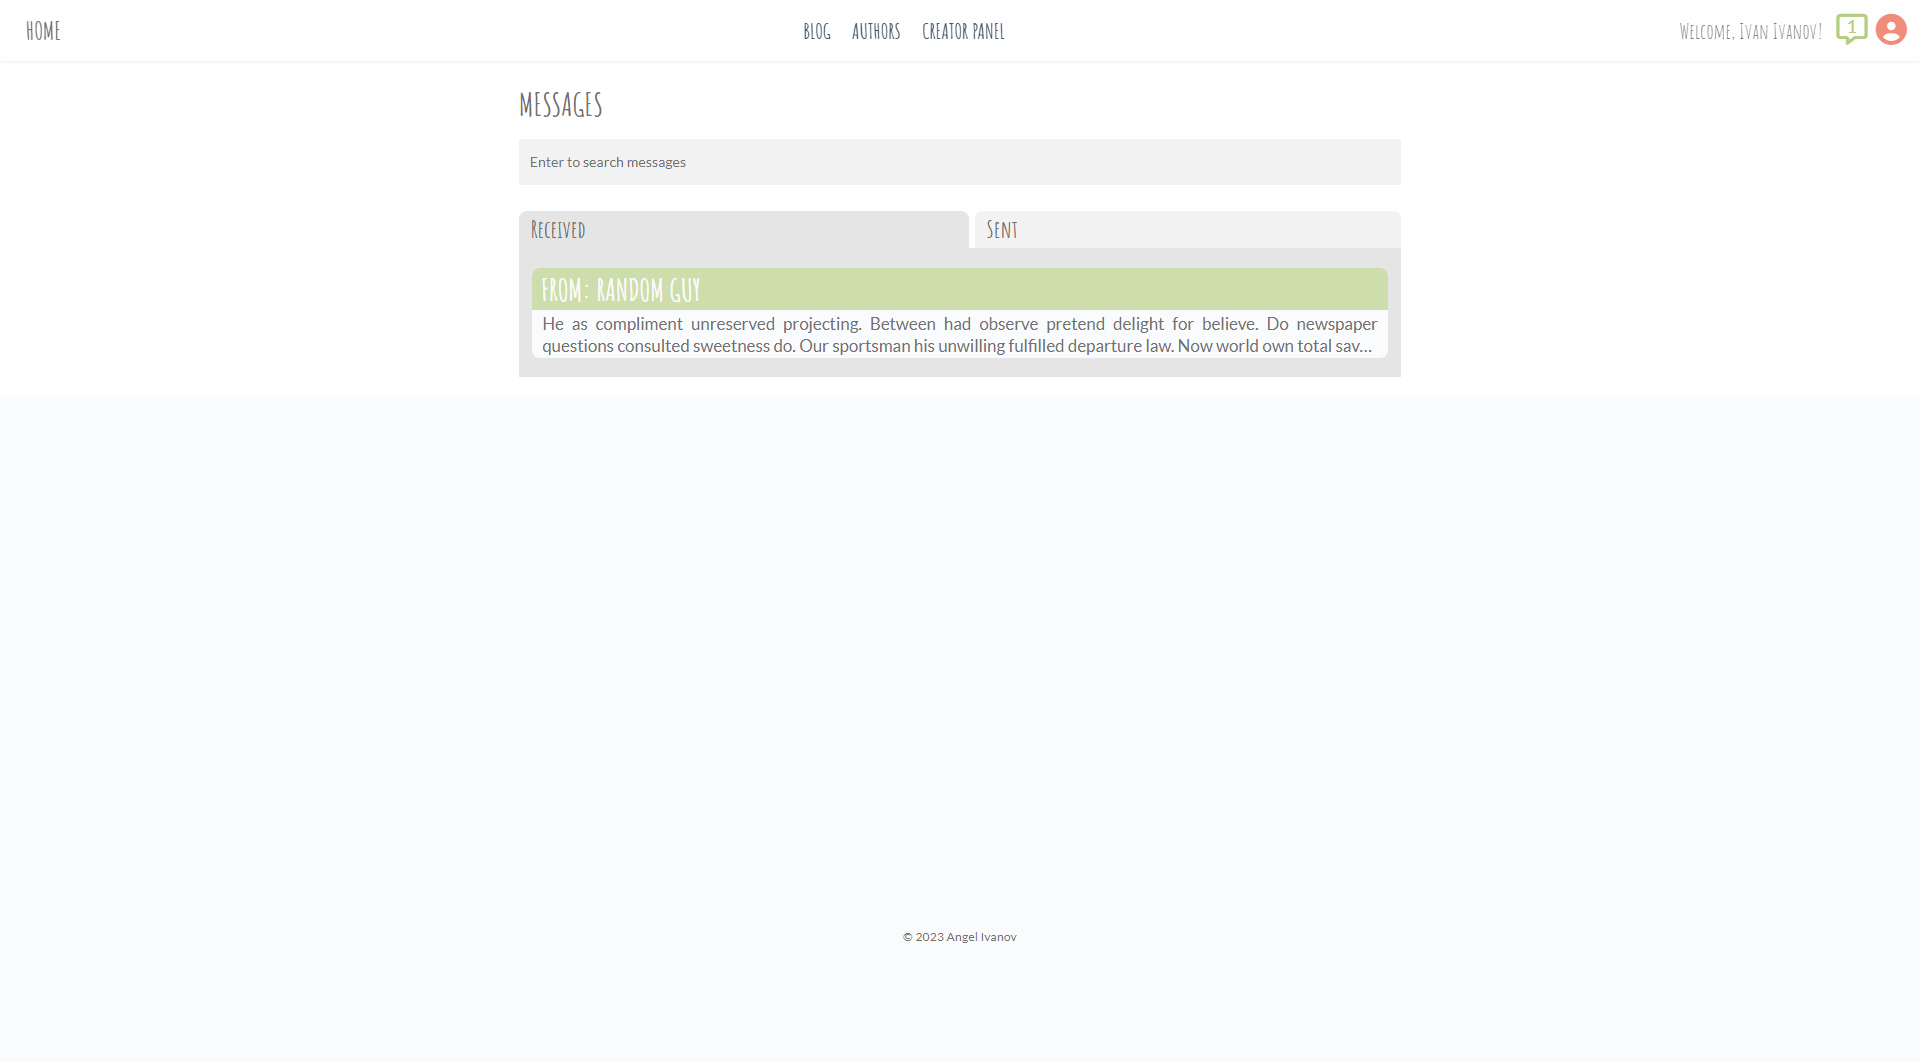 HOME
BLOG AUTHORS CREATOR PANEL
Welcome, Ivan Ivanov! 1
MESSAGES
Enter to search messages
Received Sent
FROM: RANDOM GUY
He as compliment unreserved projecting. Between had observe pretend delight for believe. Do newspaper
questions consulted sweetness do. Our sportsman his unwilling fulfilled departure law. Now world own total sav...
© 2023 Angel Ivanov